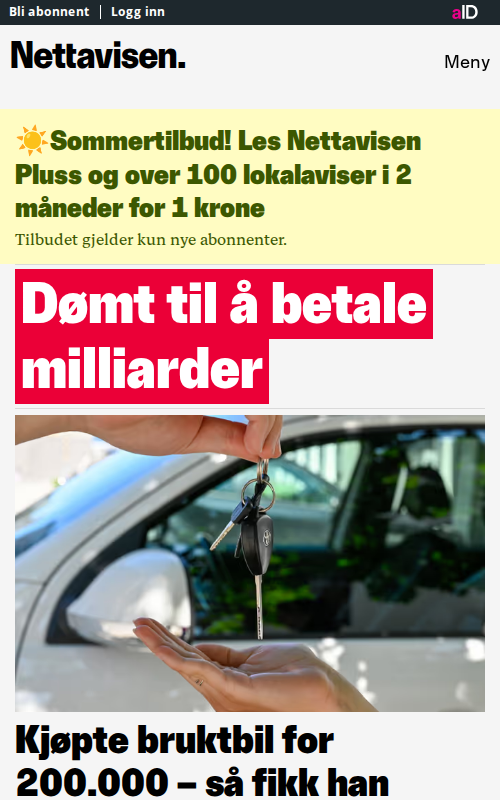 Bli abonnent | Logg inn
aID
Nettavisen.
Meny
☀️Sommertilbud! Les Nettavisen
Pluss og over 100 lokalaviser i 2
måneder for 1 krone
Tilbudet gjelder kun nye abonnenter.
Dømt til å betale
milliarder
Kjøpte bruktbil for
200.000 – så fikk han